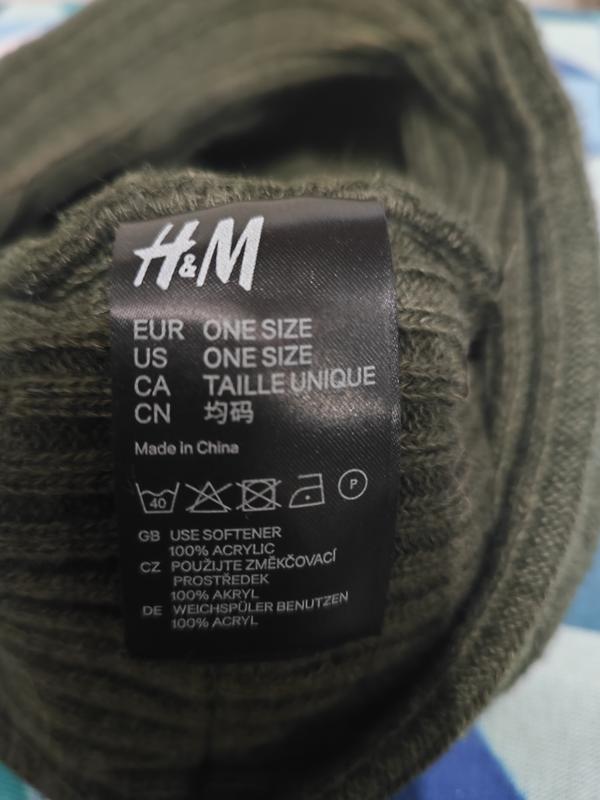 H&M
EUR ONE SIZE
US ONE SIZE
CA TAILLE UNIQUE
CN 均码
Made in China
40 P
GB USE SOFTENER
100% ACRYLIC
CZ POUŽIJTE ZMĚKČOVACÍ
PROSTŘEDEK
100% AKRYL
DE WEICHSPÜLER BENUTZEN
100% ACRYL